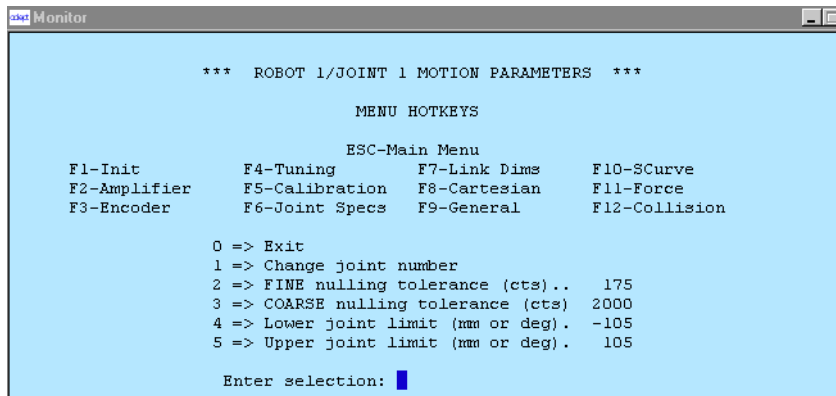 adept Monitor
*** ROBOT 1/JOINT 1 MOTION PARAMETERS ***
MENU HOTKEYS
ESC-Main Menu
F1-Init F4-Tuning F7-Link Dims F10-SCurve
F2-Amplifier F5-Calibration F8-Cartesian F11-Force
F3-Encoder F6-Joint Specs F9-General F12-Collision
0 => Exit
1 => Change joint number
2 => FINE nulling tolerance (cts).. 175
3 => COARSE nulling tolerance (cts) 2000
4 => Lower joint limit (mm or deg). -105
5 => Upper joint limit (mm or deg). 105
Enter selection: